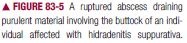 ▲ FIGURE 83-5 A ruptured abscess draining
purulent material involving the buttock of an indi-
vidual affected with hidradenitis suppurativa.